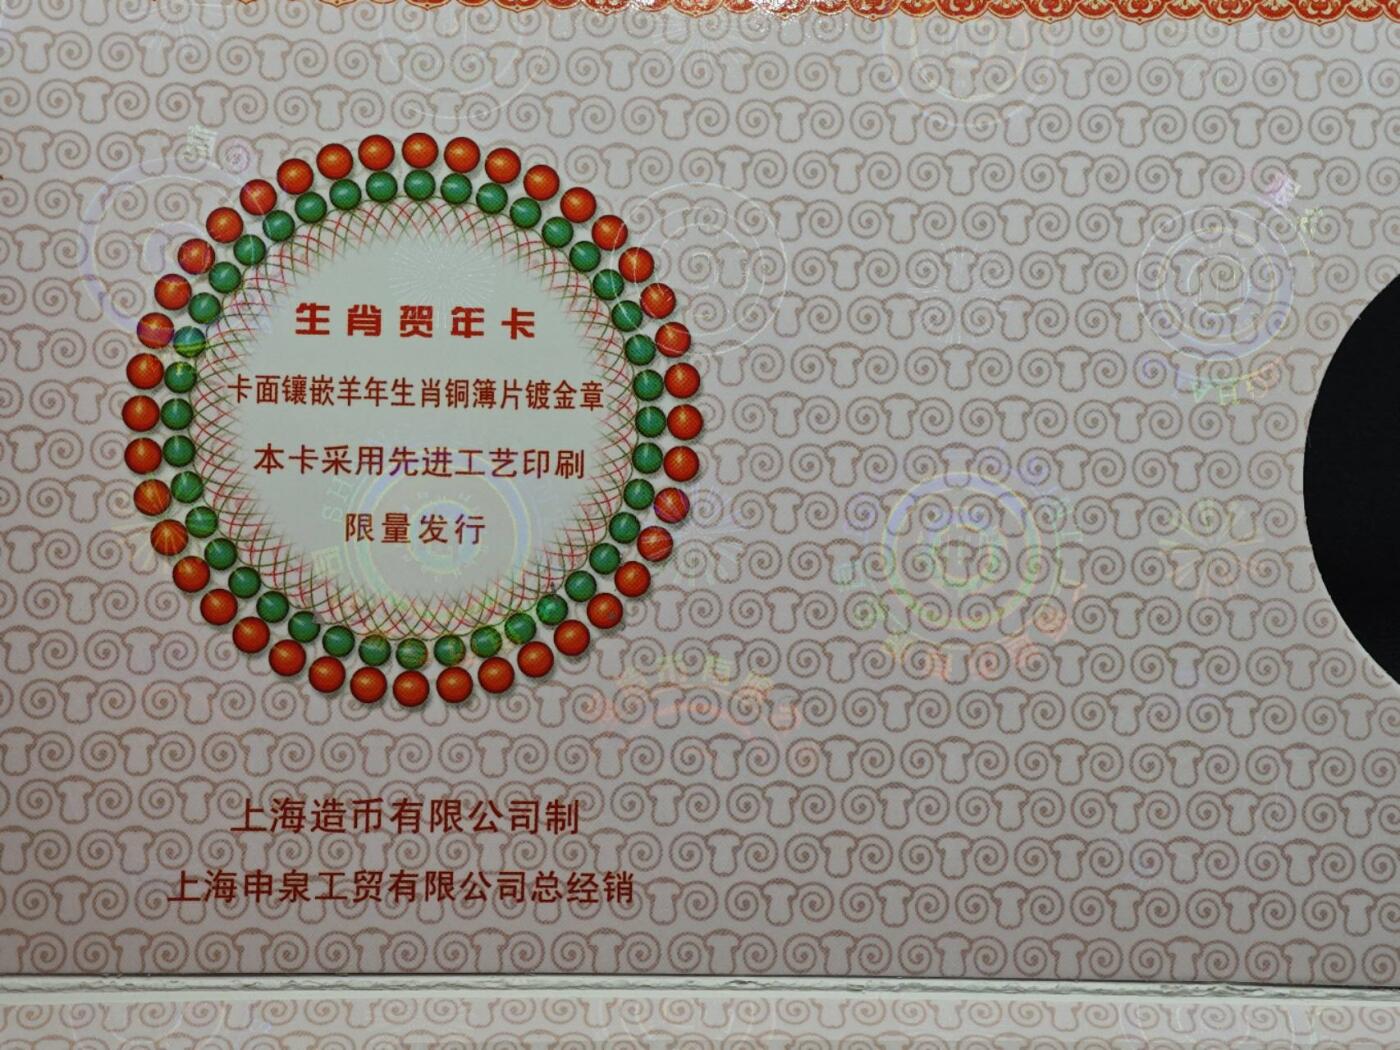 生肖贺年卡
卡面镶嵌羊年生肖铜簿片镀金章
本卡采用先进工艺印刷
限量发行
上海造币有限公司制
上海申泉工贸有限公司总经销